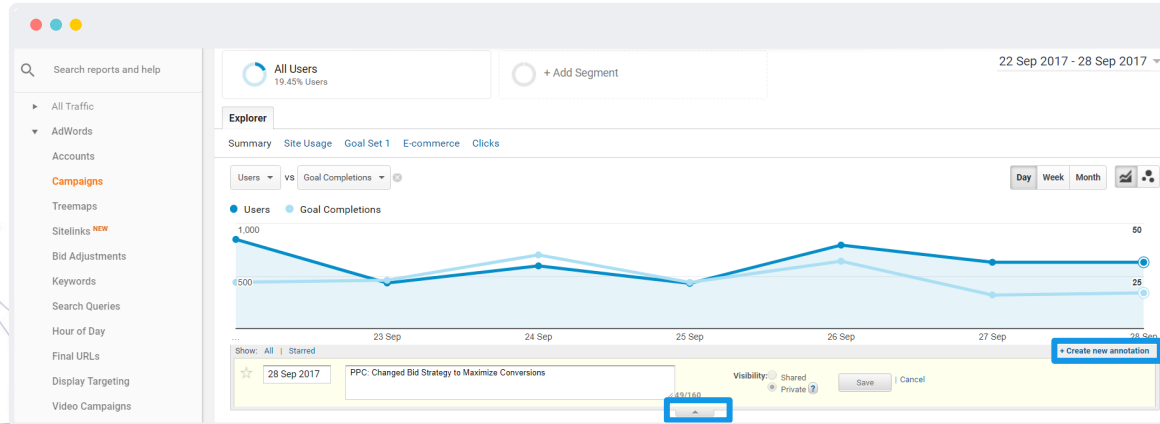 Search reports and help
All Traffic
AdWords
Accounts
Campaigns
Treemaps
Sitelinks NEW
Bid Adjustments
Keywords
Search Queries
Hour of Day
Final URLs
Display Targeting
Video Campaigns
All Users
19.45% Users
+ Add Segment
22 Sep 2017 - 28 Sep 2017
Explorer
Summary Site Usage Goal Set 1 E-commerce Clicks
Users VS Goal Completions
Day Week Month
Users Goal Completions
1,000 50
500 25
... 23 Sep 24 Sep 25 Sep 26 Sep 27 Sep 28 Sep
Show: All | Starred
+ Create new annotation
28 Sep 2017
PPC: Changed Bid Strategy to Maximize Conversions
49/160
Visibility: Shared
Private ?
Save | Cancel